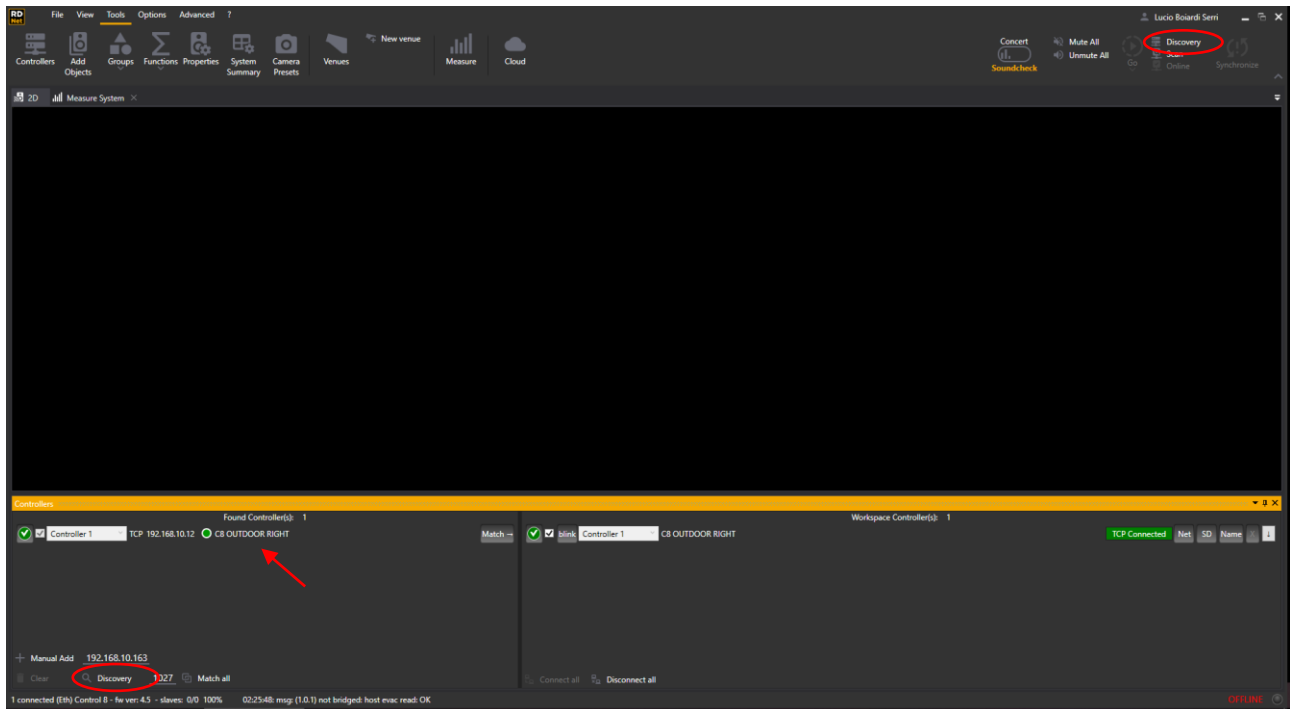 RD Net File View Tools Options Advanced ? Lucio Boiardi Serri
Controllers Add Objects Groups Functions Properties System Summary Camera Presets Venues New venue Measure Cloud
Concert Soundcheck Mute All Unmute All Go Discovery Scan Online Synchronize
2D Measure System
Controllers
Found Controller(s): 1 Workspace Controller(s): 1
Controller 1 TCP 192.168.10.12 C8 OUTDOOR RIGHT Match blink Controller 1 C8 OUTDOOR RIGHT TCP Connected Net SD Name
Manual Add 192.168.10.163
Clear Discovery 1027 Match all Connect all Disconnect all
1 connected (Eth) Control 8 - fw ver: 4.5 - slaves: 0/0 100% 02:25:48: msg: (1.0.1) not bridged: host evac read: OK OFFLINE